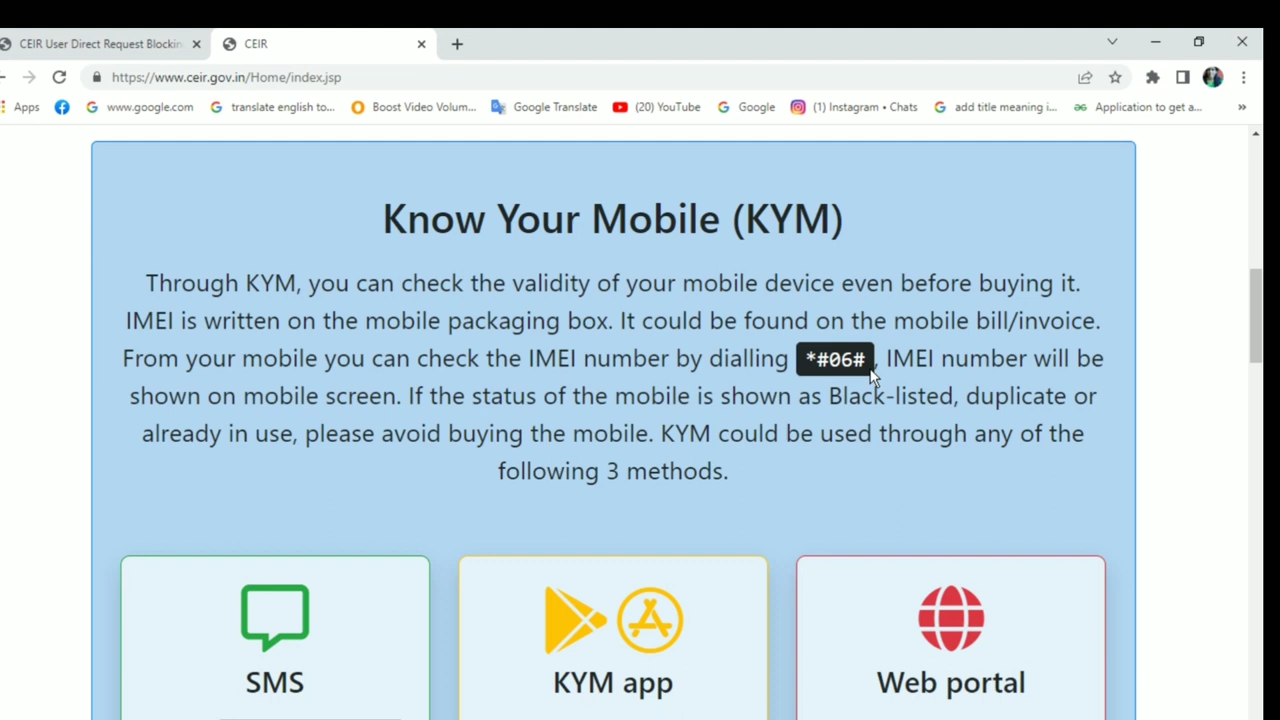 CEIR User Direct Request Blockin
CEIR
https://www.ceir.gov.in/Home/index.jsp
Apps
www.google.com
translate english to...
Boost Video Volum...
Google Translate
(20) YouTube
Google
(1) Instagram • Chats
add title meaning i...
Application to get a...
Know Your Mobile (KYM)
Through KYM, you can check the validity of your mobile device even before buying it.
IMEI is written on the mobile packaging box. It could be found on the mobile bill/invoice.
From your mobile you can check the IMEI number by dialling *#06#, IMEI number will be
shown on mobile screen. If the status of the mobile is shown as Black-listed, duplicate or
already in use, please avoid buying the mobile. KYM could be used through any of the
following 3 methods.
SMS
KYM app
Web portal